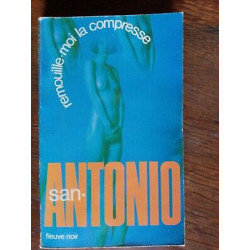 remouille-moi la compresse
san-
ANTONIO
fleuve noir